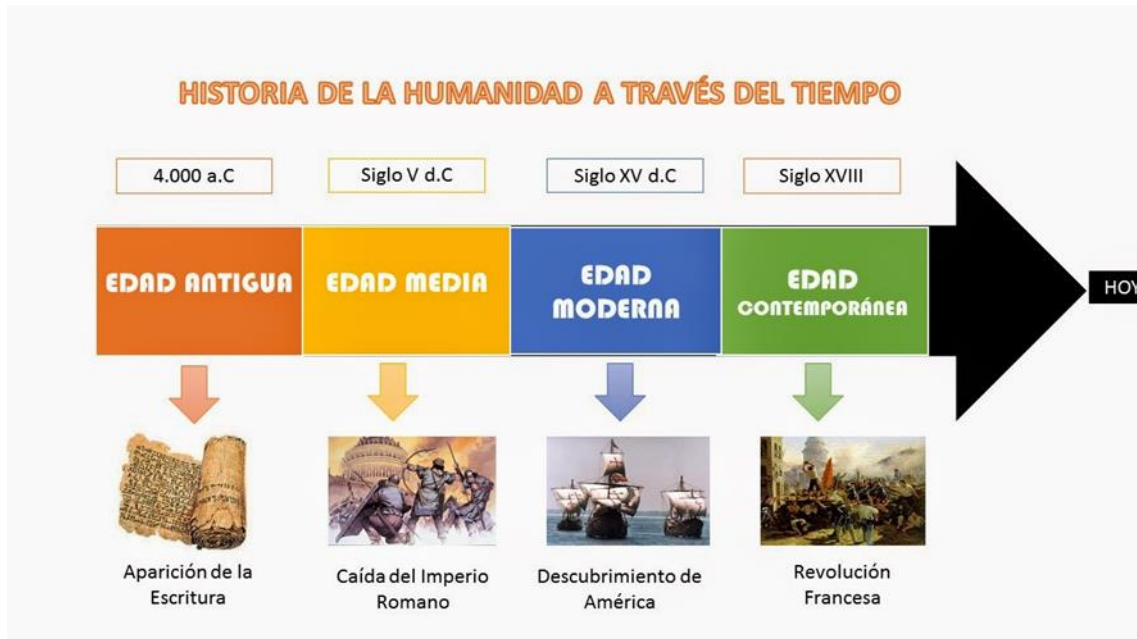 HISTORIA DE LA HUMANIDAD A TRAVÉS DEL TIEMPO
4.000 a.C
Siglo V d.C
Siglo XV d.C
Siglo XVIII
EDAD ANTIGUA
EDAD MEDIA
EDAD
MODERNA
EDAD
CONTEMPORÁNEA
HOY
Aparición de la
Escritura
Caída del Imperio
Romano
Descubrimiento de
América
Revolución
Francesa